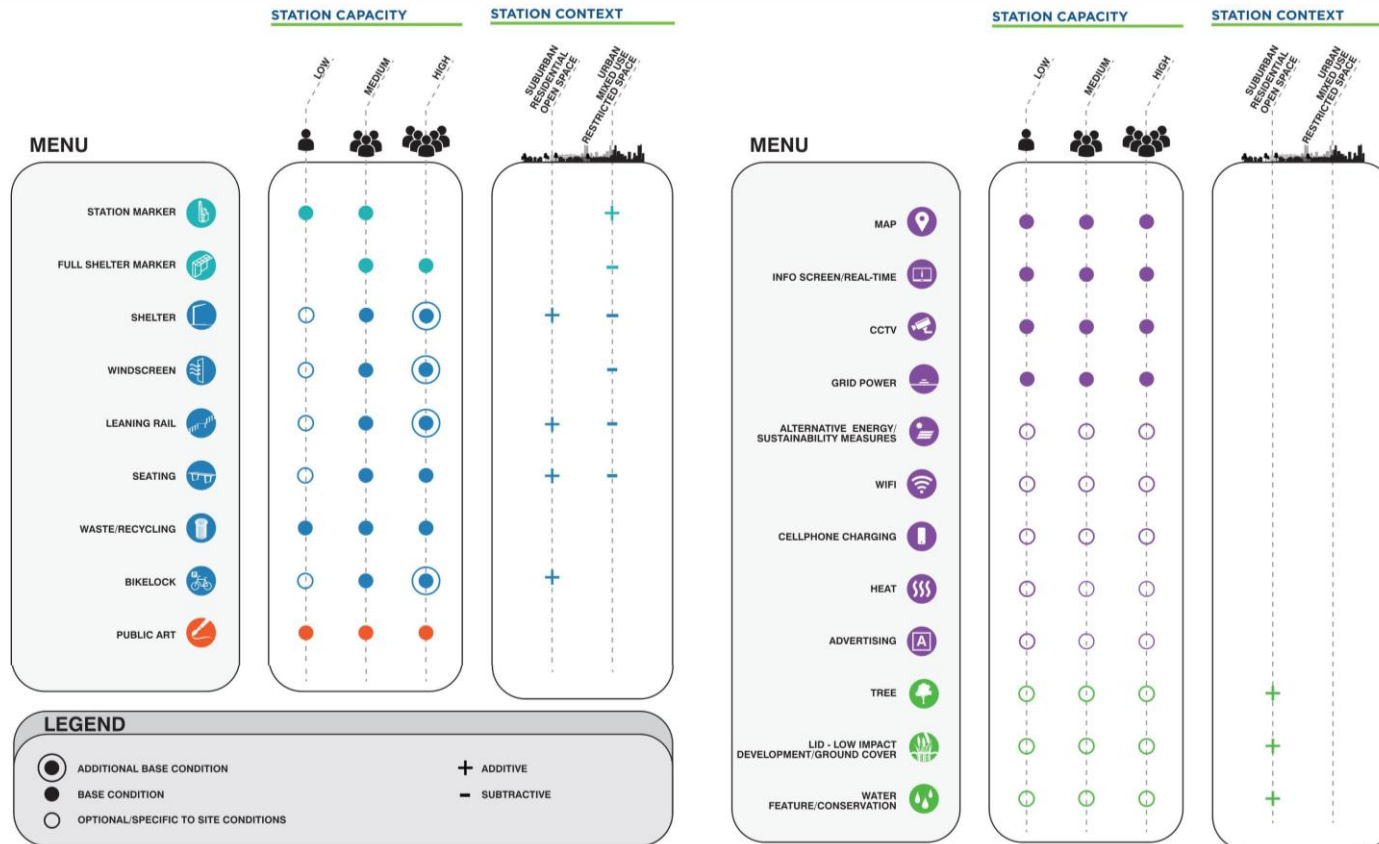 STATION CAPACITY
STATION CONTEXT
LOW
MEDIUM
HIGH
SUBURBAN
RESIDENTIAL
OPEN SPACE
URBAN
MIXED USE
RESTRICTED SPACE
MENU
STATION MARKER
FULL SHELTER MARKER
SHELTER
WINDSCREEN
LEANING RAIL
SEATING
WASTE/RECYCLING
BIKELOCK
PUBLIC ART
LEGEND
ADDITIONAL BASE CONDITION
BASE CONDITION
OPTIONAL/SPECIFIC TO SITE CONDITIONS
+ ADDITIVE
- SUBTRACTIVE
STATION CAPACITY
STATION CONTEXT
LOW
MEDIUM
HIGH
SUBURBAN
RESIDENTIAL
OPEN SPACE
URBAN
MIXED USE
RESTRICTED SPACE
MENU
MAP
INFO SCREEN/REAL-TIME
CCTV
GRID POWER
ALTERNATIVE ENERGY/
SUSTAINABILITY MEASURES
WIFI
CELLPHONE CHARGING
HEAT
ADVERTISING
A
TREE
LID - LOW IMPACT
DEVELOPMENT/GROUND COVER
WATER
FEATURE/CONSERVATION